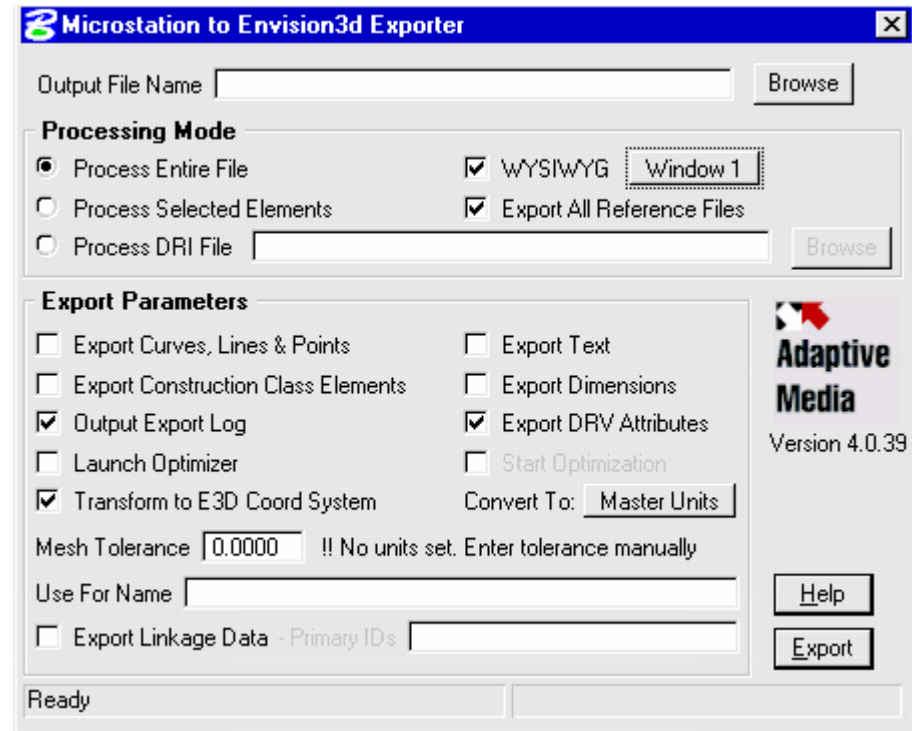 Microstation to Envision3d Exporter
Output File Name Browse
Processing Mode
Process Entire File WYSIWYG Window 1
Process Selected Elements Export All Reference Files
Process DRI File Browse
Export Parameters
Export Curves, Lines & Points Export Text
Export Construction Class Elements Export Dimensions
Output Export Log Export DRV Attributes
Launch Optimizer Start Optimization
Transform to E3D Coord System Convert To: Master Units
Mesh Tolerance 0.0000 !! No units set. Enter tolerance manually
Use For Name
Export Linkage Data - Primary IDs
Adaptive
Media
Version 4.0.39
Help
Export
Ready